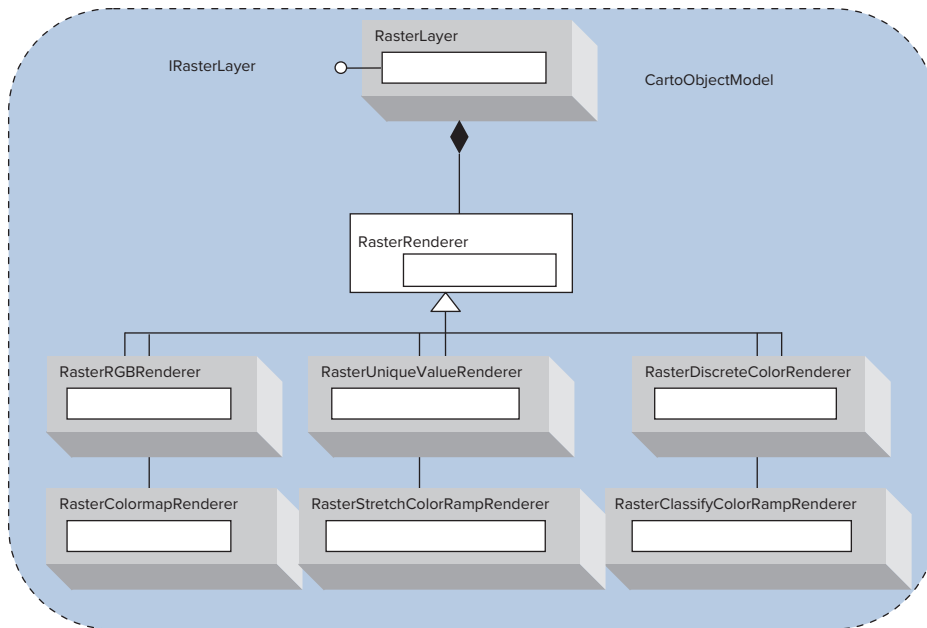 RasterLayer
IRasterLayer
CartoObjectModel
RasterRenderer
RasterRGBRenderer
RasterUniqueValueRenderer
RasterDiscreteColorRenderer
RasterColormapRenderer
RasterStretchColorRampRenderer
RasterClassifyColorRampRenderer